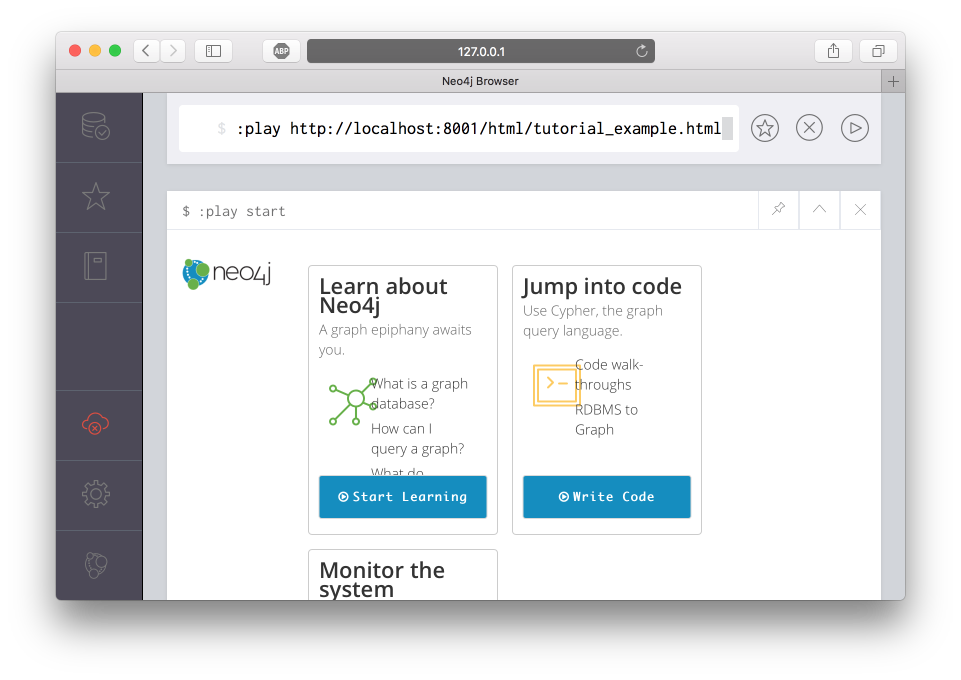 ABP
127.0.0.1
Neo4j Browser
$ :play http://localhost:8001/html/tutorial_example.html
$ :play start
neo4j
Learn about
Neo4j
A graph epiphany awaits
you.
What is a graph
database?
How can I
query a graph?
What do
Start Learning
Jump into code
Use Cypher, the graph
query language.
Code walk-
throughs
RDBMS to
Graph
Write Code
Monitor the
system